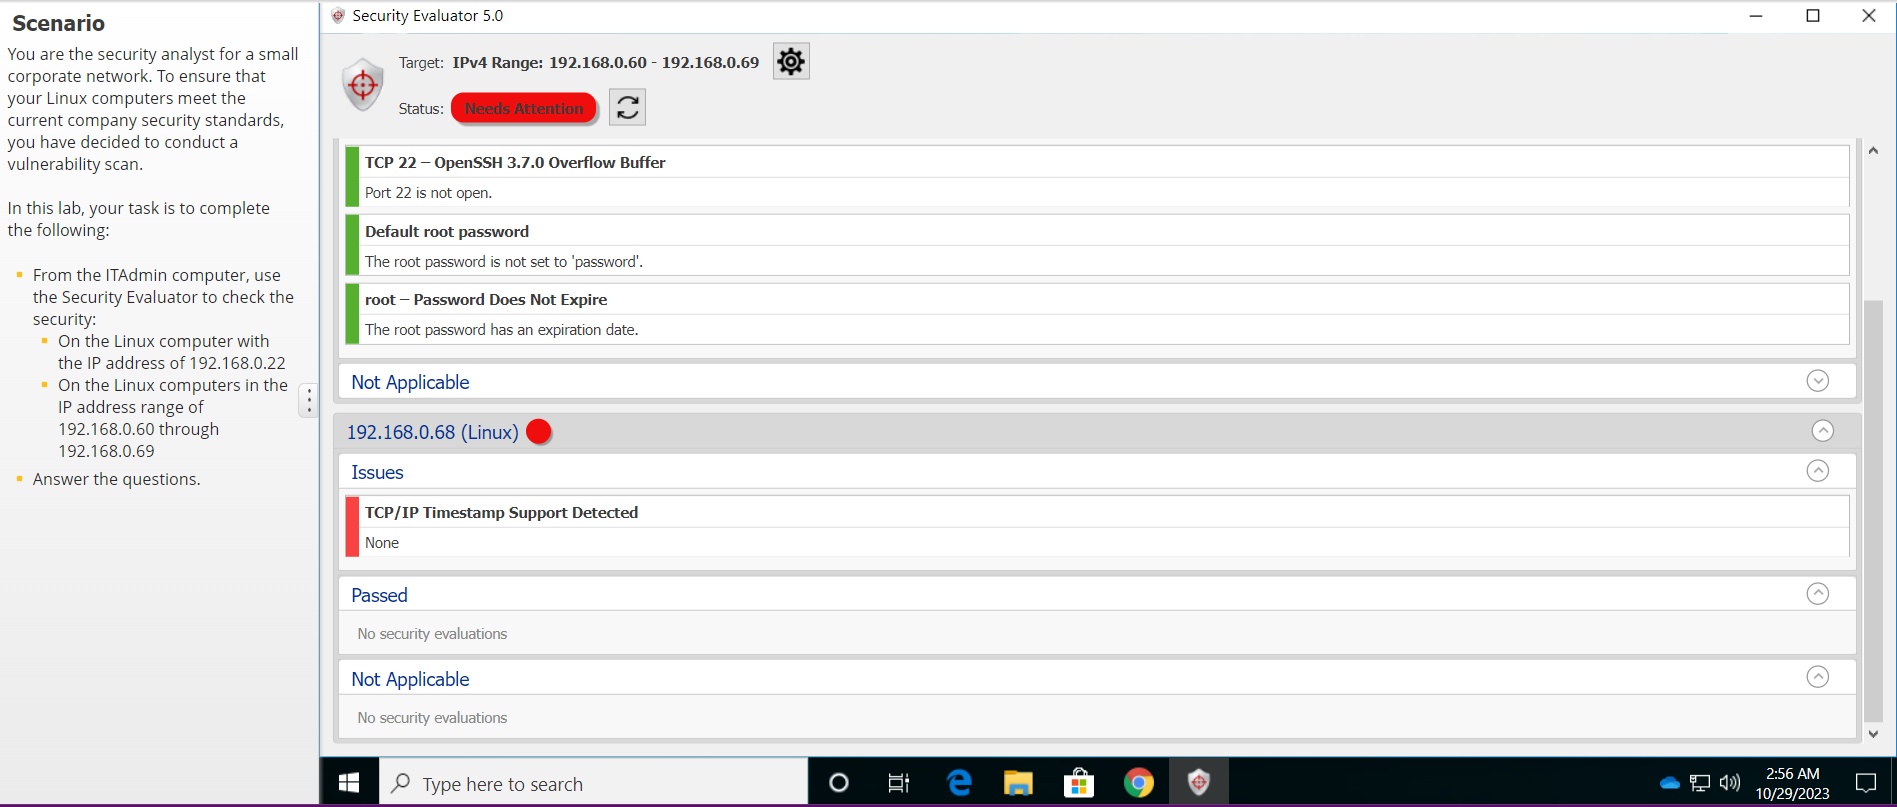 Scenario
You are the security analyst for a small
corporate network. To ensure that
your Linux computers meet the
current company security standards,
you have decided to conduct a
vulnerability scan.
In this lab, your task is to complete
the following:
From the ITAdmin computer, use
the Security Evaluator to check the
security:
On the Linux computer with
the IP address of 192.168.0.22
On the Linux computers in the
IP address range of
192.168.0.60 through
192.168.0.69
Answer the questions.
Security Evaluator 5.0
Target: IPv4 Range: 192.168.0.60 - 192.168.0.69
Status: Needs Attention
TCP 22 – OpenSSH 3.7.0 Overflow Buffer
Port 22 is not open.
Default root password
The root password is not set to 'password'.
root – Password Does Not Expire
The root password has an expiration date.
Not Applicable
192.168.0.68 (Linux)
Issues
TCP/IP Timestamp Support Detected
None
Passed
No security evaluations
Not Applicable
No security evaluations
Type here to search
2:56 AM
10/29/2023